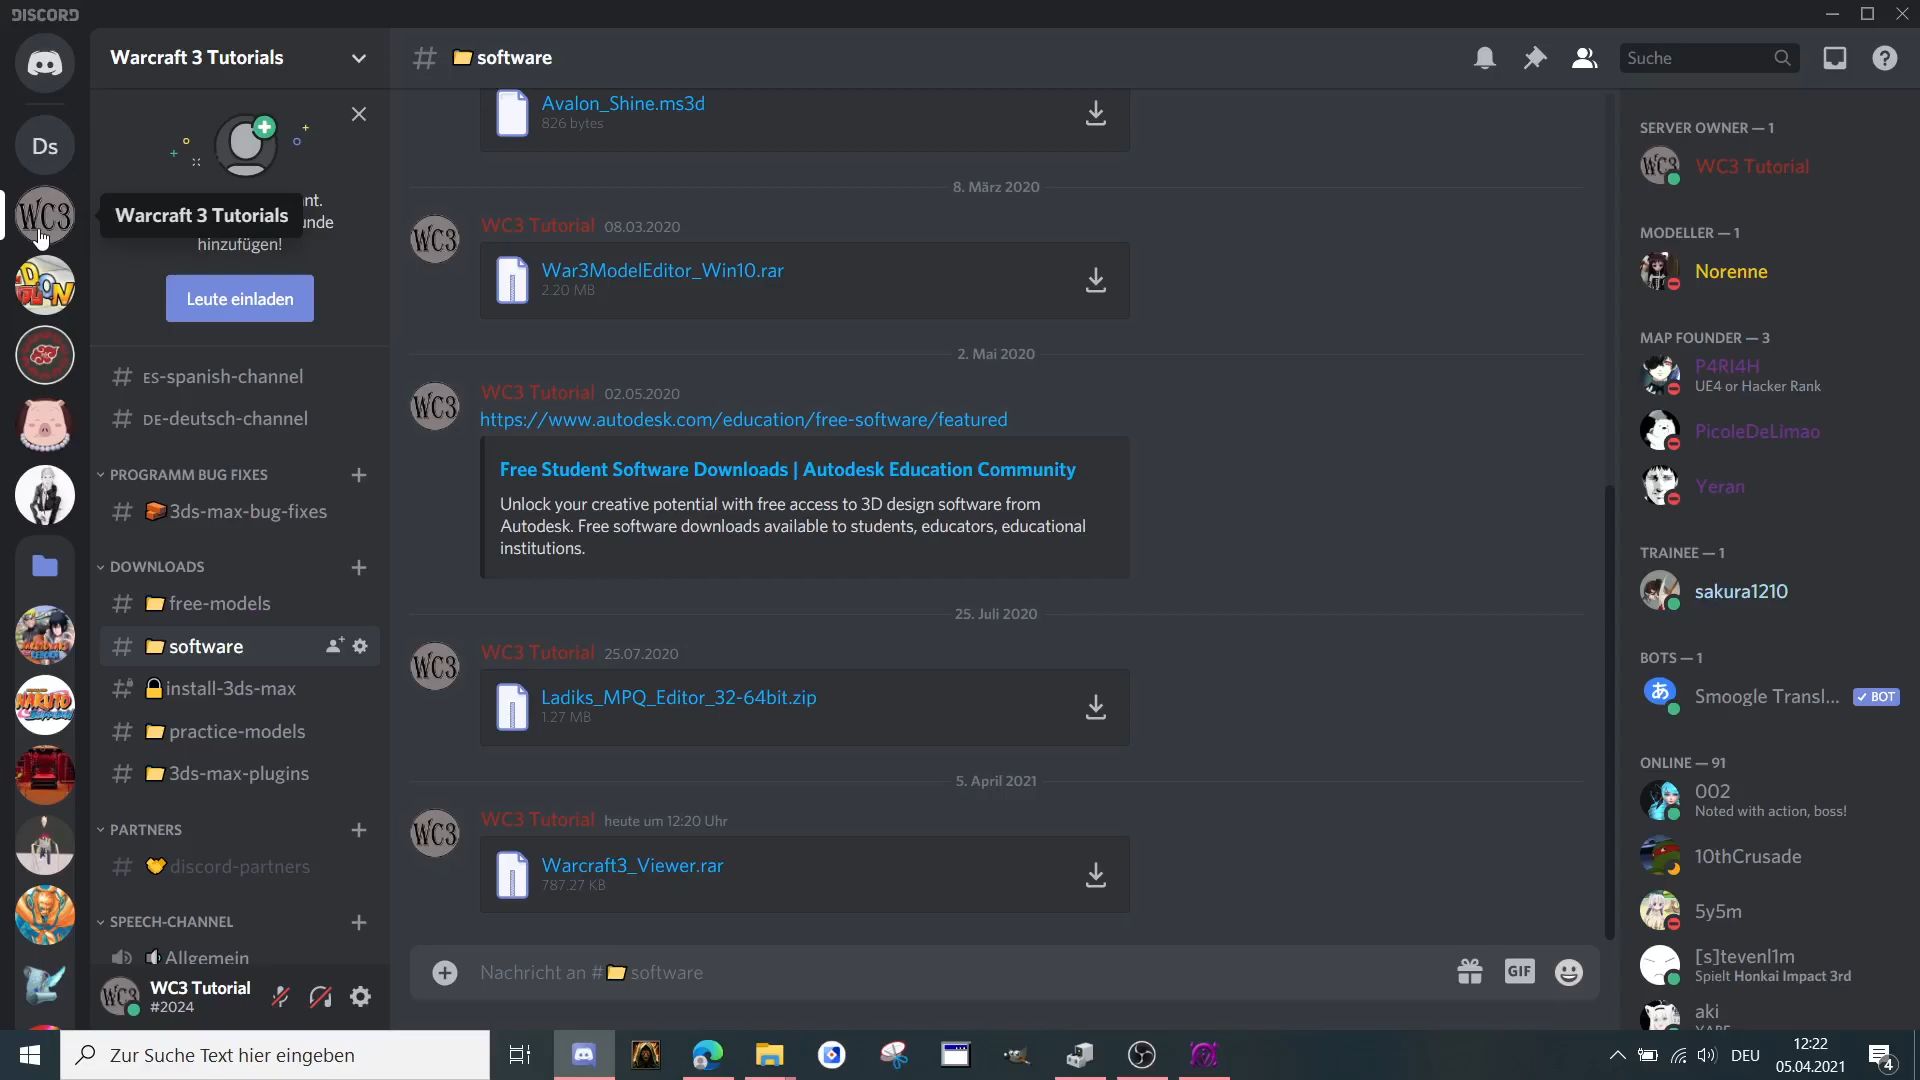 DISCORD
Warcraft 3 Tutorials
software
Suche
Ds
WC3
Warcraft 3 Tutorials
nt.
unde
hinzufügen!
Leute einladen
ES-spanish-channel
DE-deutsch-channel
PROGRAMM BUG FIXES
3ds-max-bug-fixes
DOWNLOADS
free-models
software
install-3ds-max
practice-models
3ds-max-plugins
PARTNERS
discord-partners
SPEECH-CHANNEL
Allgemein
WC3 Tutorial
#2024
Avalon_Shine.ms3d
826 bytes
8. März 2020
WC3 Tutorial 08.03.2020
War3ModelEditor_Win10.rar
2.20 MB
2. Mai 2020
WC3 Tutorial 02.05.2020
https://www.autodesk.com/education/free-software/featured
Free Student Software Downloads | Autodesk Education Community
Unlock your creative potential with free access to 3D design software from
Autodesk. Free software downloads available to students, educators, educational
institutions.
25. Juli 2020
WC3 Tutorial 25.07.2020
Ladiks_MPQ_Editor_32-64bit.zip
1.27 MB
5. April 2021
WC3 Tutorial heute um 12:20 Uhr
Warcraft3_Viewer.rar
787.27 KB
Nachricht an # software
GIF
SERVER OWNER — 1
WC3 Tutorial
MODELLER — 1
Norenne
MAP FOUNDER — 3
P4RI4H
UE4 or Hacker Rank
PicoleDeLimao
Yeran
TRAINEE — 1
sakura1210
BOTS — 1
あ
Smoogle Transl... BOT
ONLINE — 91
002
Noted with action, boss!
10thCrusade
5y5m
[s]tevenl1m
Spielt Honkai Impact 3rd
aki
Zur Suche Text hier eingeben
DEU
12:22
05.04.2021
4